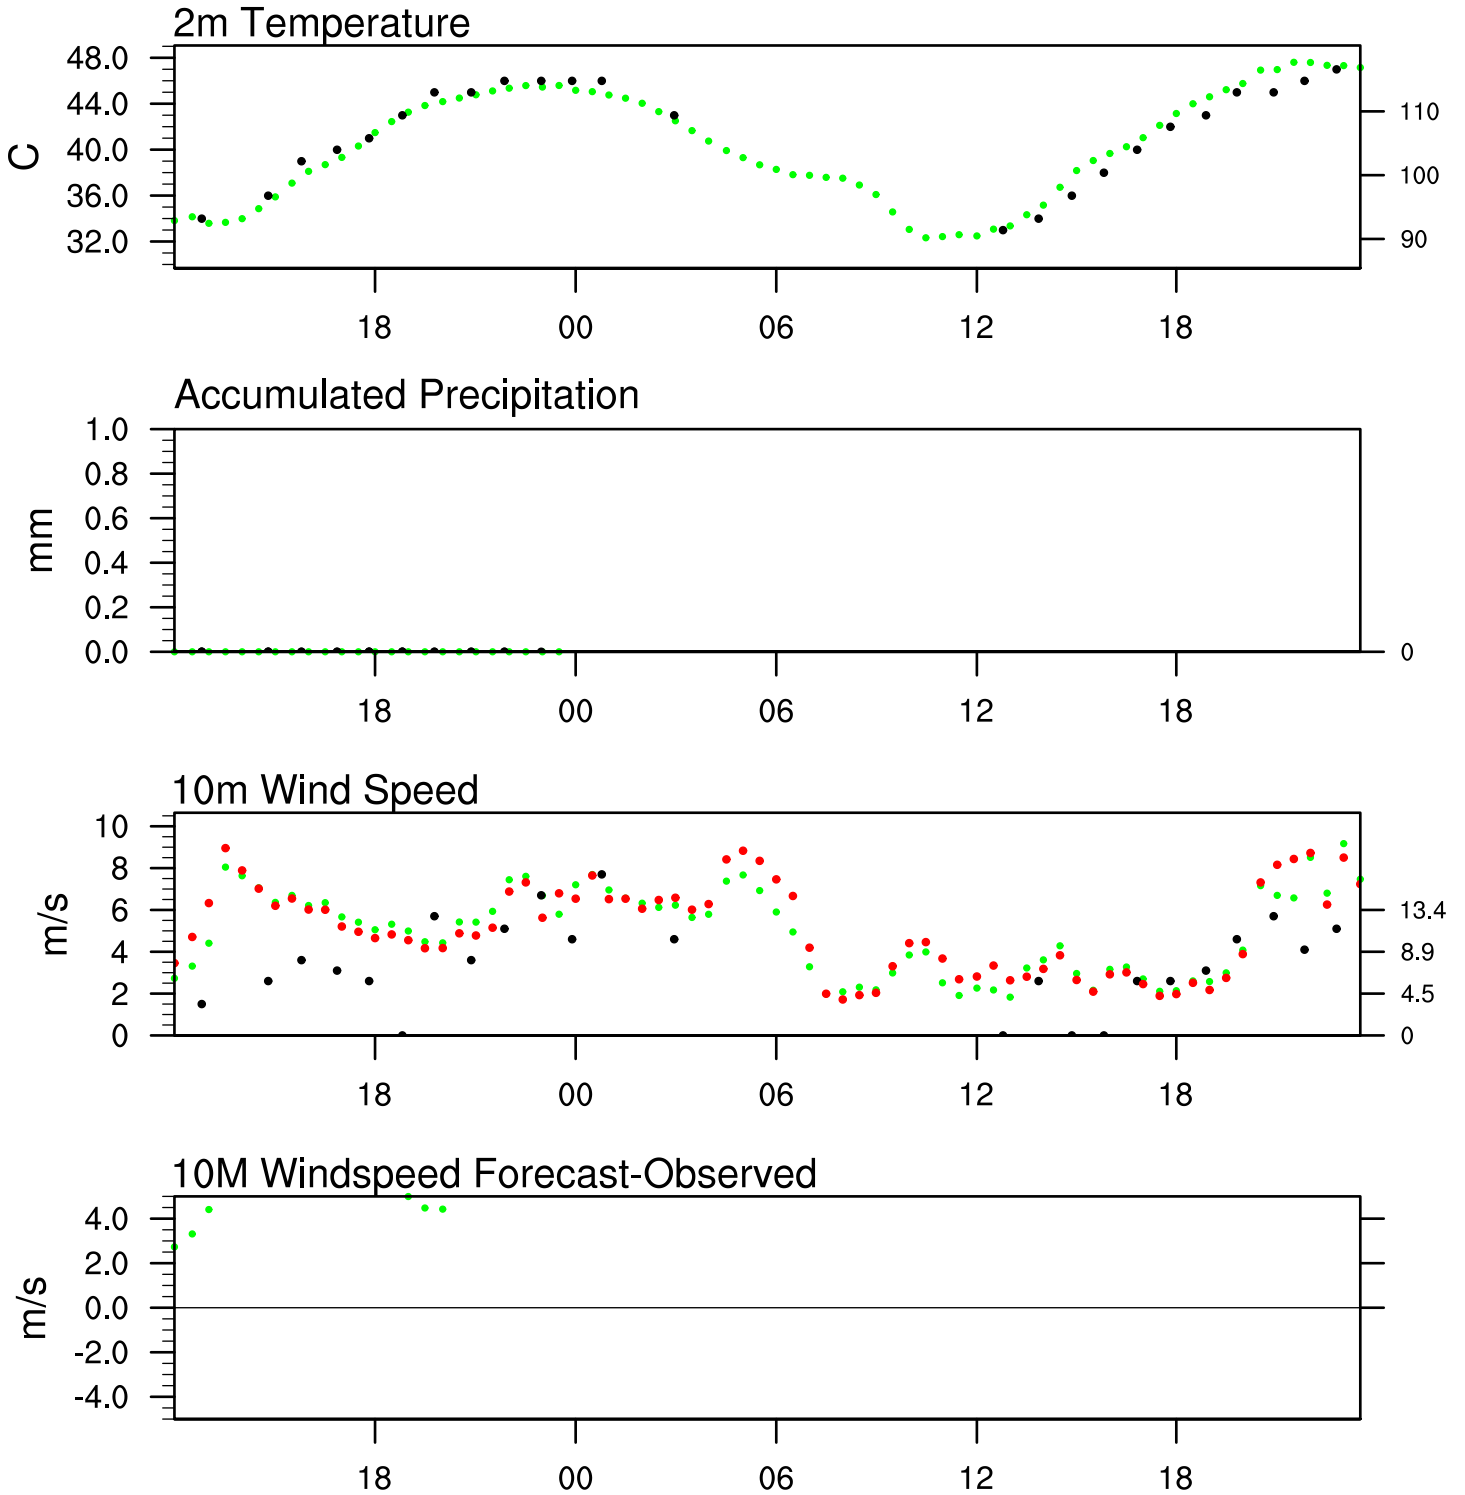 2m Temperature
48.0
44.0
40.0
36.0
32.0
C
110
100
90
18 00 06 12 18
Accumulated Precipitation
1.0
0.8
0.6
0.4
0.2
0.0
mm
0
18 00 06 12 18
10m Wind Speed
10
8
6
4
2
0
m/s
13.4
8.9
4.5
0
18 00 06 12 18
10M Windspeed Forecast-Observed
4.0
2.0
0.0
-2.0
-4.0
m/s
18 00 06 12 18